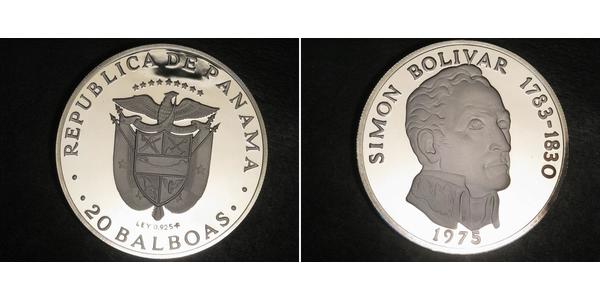 REPUBLICA DE PANAMA
LEY 0.925
· 20 BALBOAS ·
SIMON BOLIVAR 1783-1830
1975